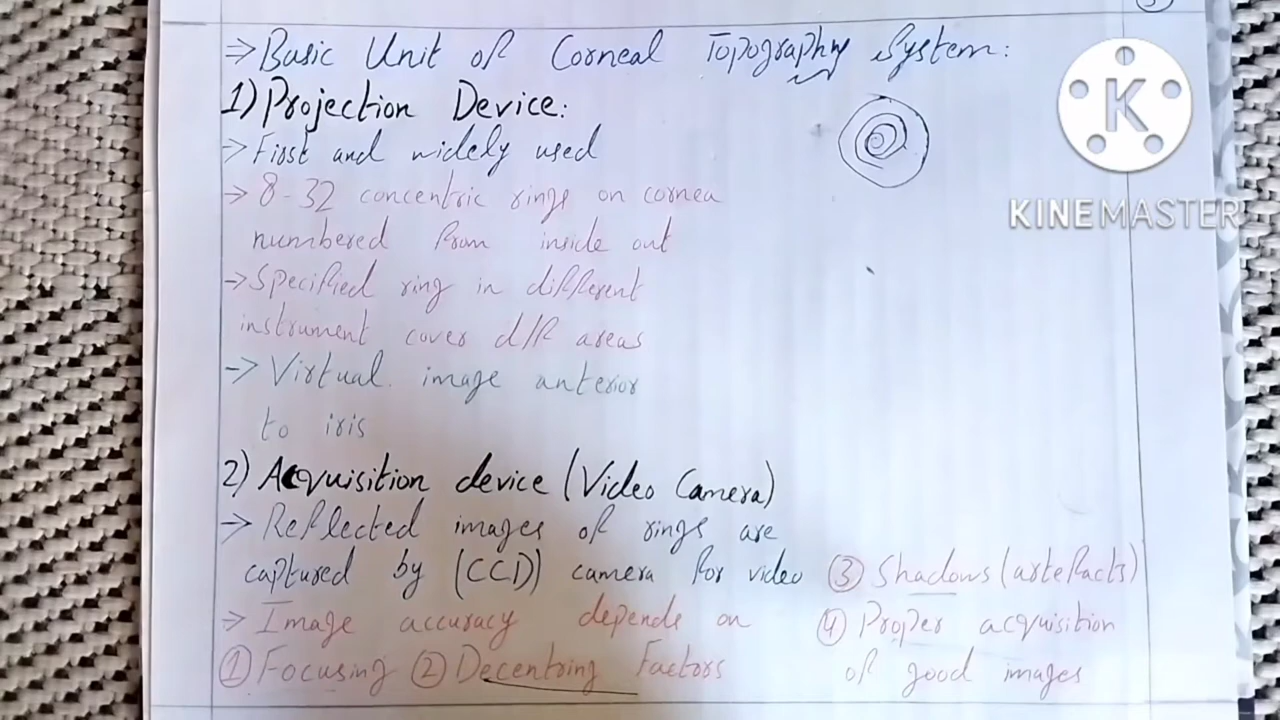 ⇒ Basic Unit of Corneal Topography System:
1) Projection Device:
→ First and widely used
→ 8-32 concentric rings on cornea
numbered from inside out
→ Specified ring in different
instrument cover d/f areas
→ Virtual image anterior
to iris
2) Acquisition device (Video Camera)
→ Reflected images of rings are
captured by (CCD) camera for video
→ Image accuracy depends on
① Focusing ② Decentring Factors
③ Shadows (artefacts)
④ Proper acquisition
of good images
K
KINEMASTER